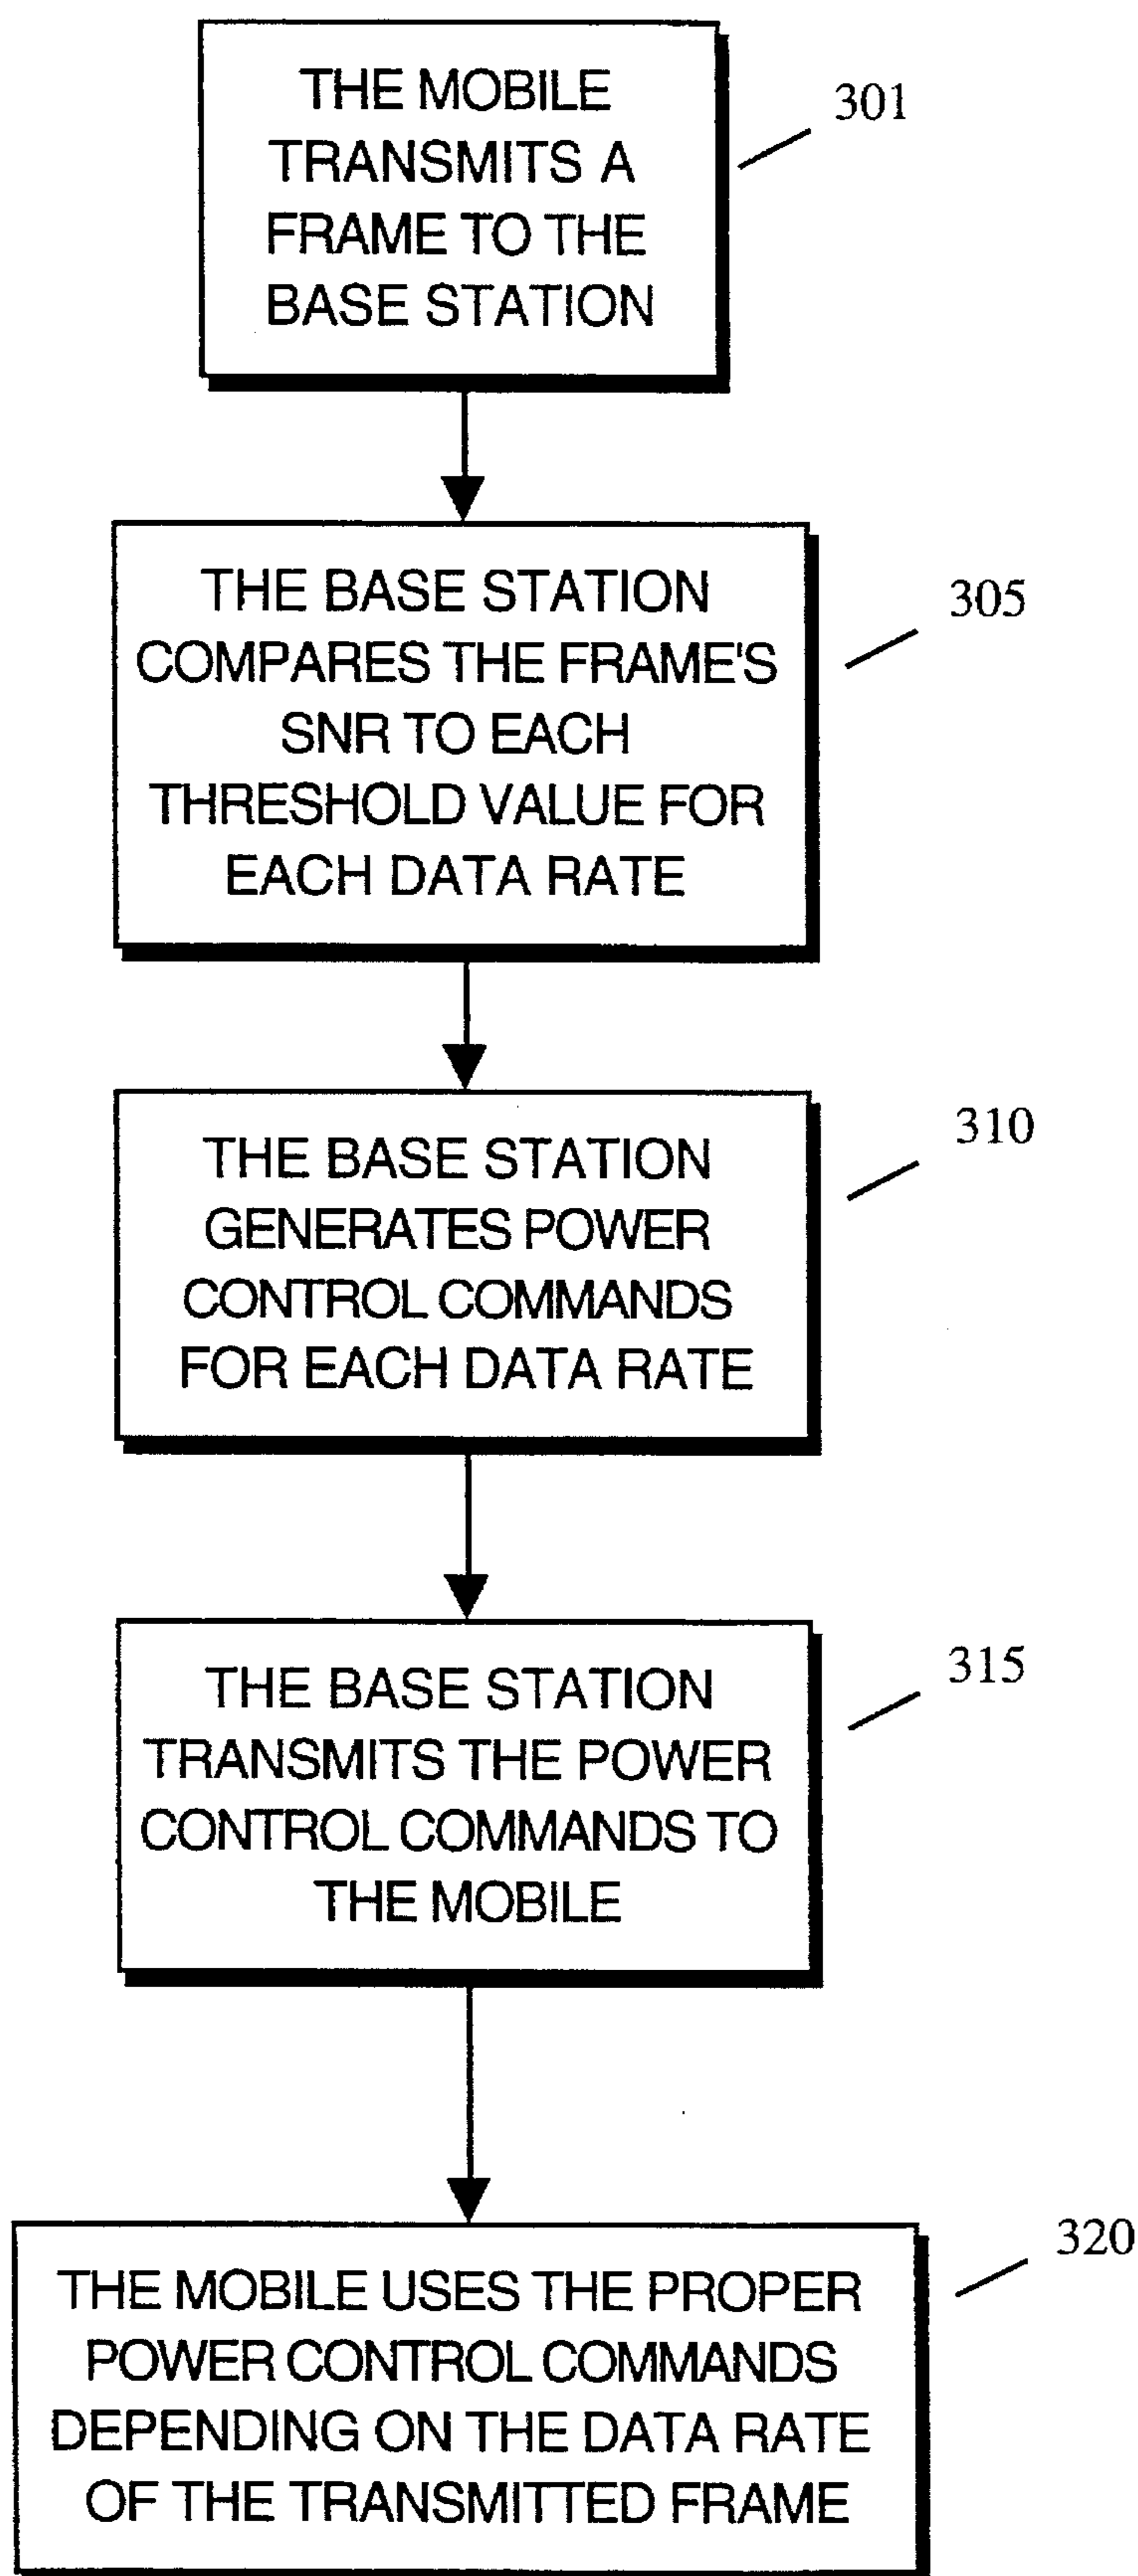 THE MOBILE
TRANSMITS A
FRAME TO THE
BASE STATION
301
THE BASE STATION
COMPARES THE FRAME'S
SNR TO EACH
THRESHOLD VALUE FOR
EACH DATA RATE
305
THE BASE STATION
GENERATES POWER
CONTROL COMMANDS
FOR EACH DATA RATE
310
THE BASE STATION
TRANSMITS THE POWER
CONTROL COMMANDS TO
THE MOBILE
315
THE MOBILE USES THE PROPER
POWER CONTROL COMMANDS
DEPENDING ON THE DATA RATE
OF THE TRANSMITTED FRAME
320